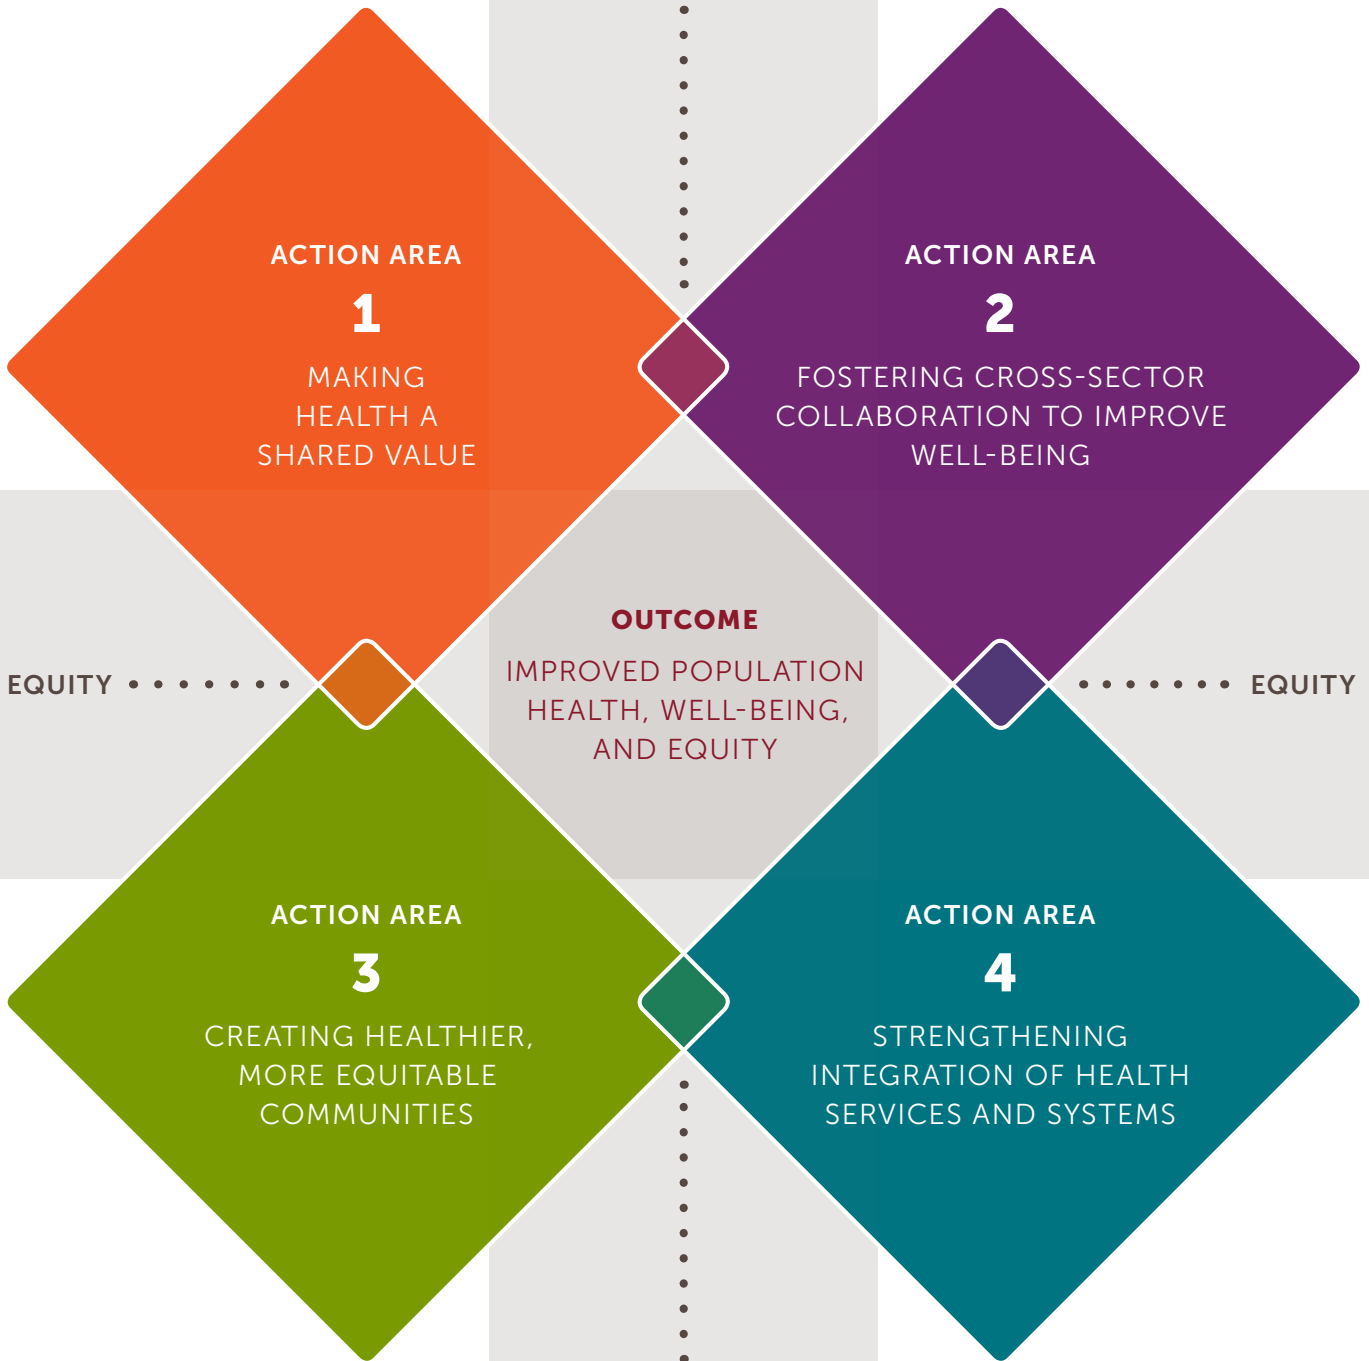 ACTION AREA
1
MAKING
HEALTH A
SHARED VALUE
ACTION AREA
2
FOSTERING CROSS-SECTOR
COLLABORATION TO IMPROVE
WELL-BEING
OUTCOME
IMPROVED POPULATION
HEALTH, WELL-BEING,
AND EQUITY
EQUITY
EQUITY
ACTION AREA
3
CREATING HEALTHIER,
MORE EQUITABLE
COMMUNITIES
ACTION AREA
4
STRENGTHENING
INTEGRATION OF HEALTH
SERVICES AND SYSTEMS